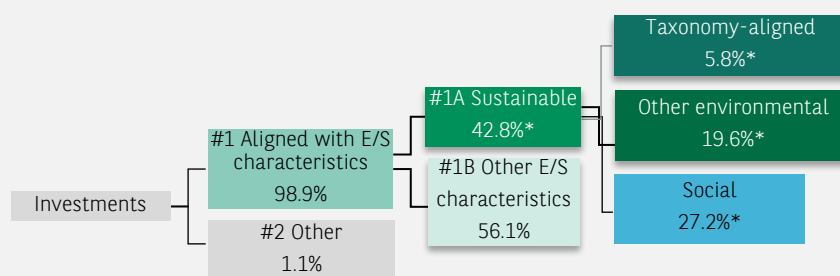 Investments
#1 Aligned with E/S
characteristics
98.9%
#2 Other
1.1%
#1A Sustainable
42.8%*
#1B Other E/S
characteristics
56.1%
Taxonomy-aligned
5.8%*
Other environmental
19.6%*
Social
27.2%*